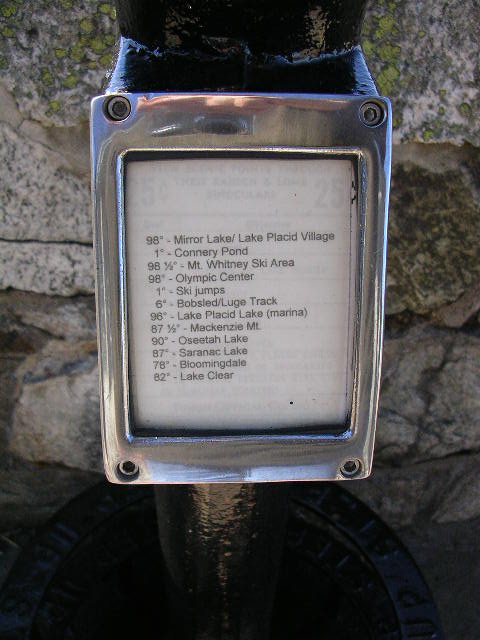 25¢ 25
98° - Mirror Lake/ Lake Placid Village
1° - Connery Pond
98 ½° - Mt. Whitney Ski Area
98° - Olympic Center
1° - Ski jumps
6° - Bobsled/Luge Track
96° - Lake Placid Lake (marina)
87 ½° - Mackenzie Mt.
90° - Oseetah Lake
87° - Saranac Lake
78° - Bloomingdale
82° - Lake Clear